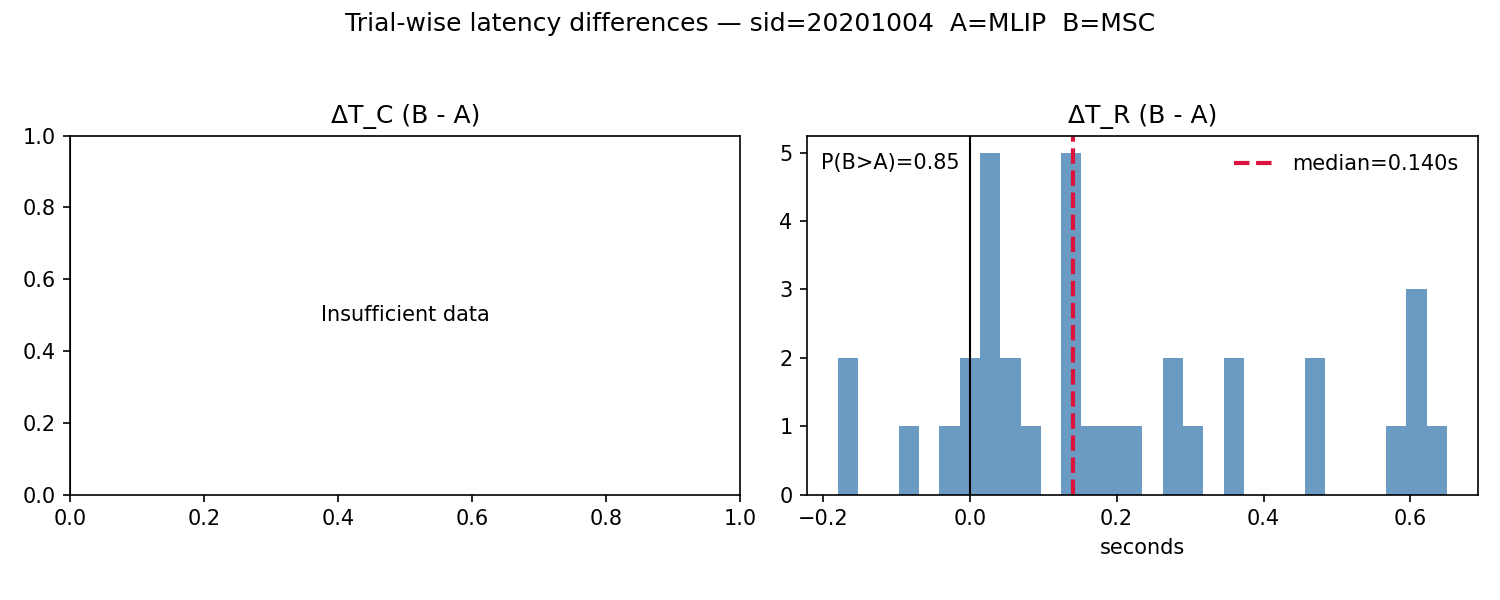 Trial-wise latency differences — sid=20201004  A=MLIP  B=MSC
ΔT_C (B - A)
1.0
0.8
0.6
0.4
0.2
0.0
Insufficient data
0.0 0.2 0.4 0.6 0.8 1.0
ΔT_R (B - A)
P(B>A)=0.85
median=0.140s
5
4
3
2
1
0
−0.2 0.0 0.2 0.4 0.6
seconds